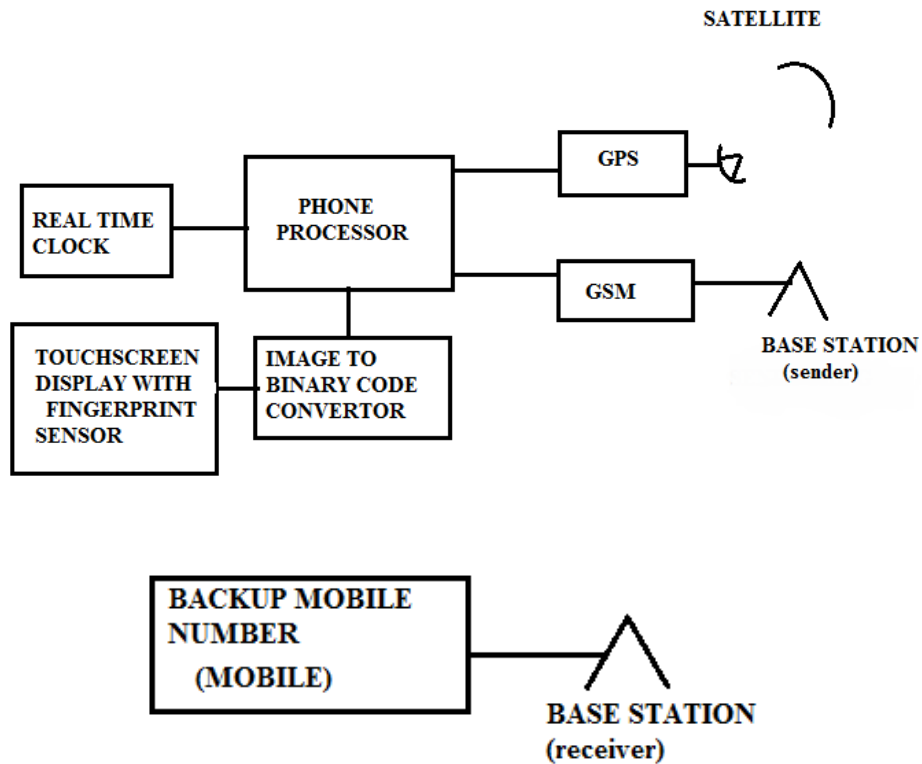 SATELLITE
GPS
PHONE
PROCESSOR
REAL TIME
CLOCK
GSM
BASE STATION
(sender)
TOUCHSCREEN
DISPLAY WITH
FINGERPRINT
SENSOR
IMAGE TO
BINARY CODE
CONVERTOR
BACKUP MOBILE
NUMBER
(MOBILE)
BASE STATION
(receiver)